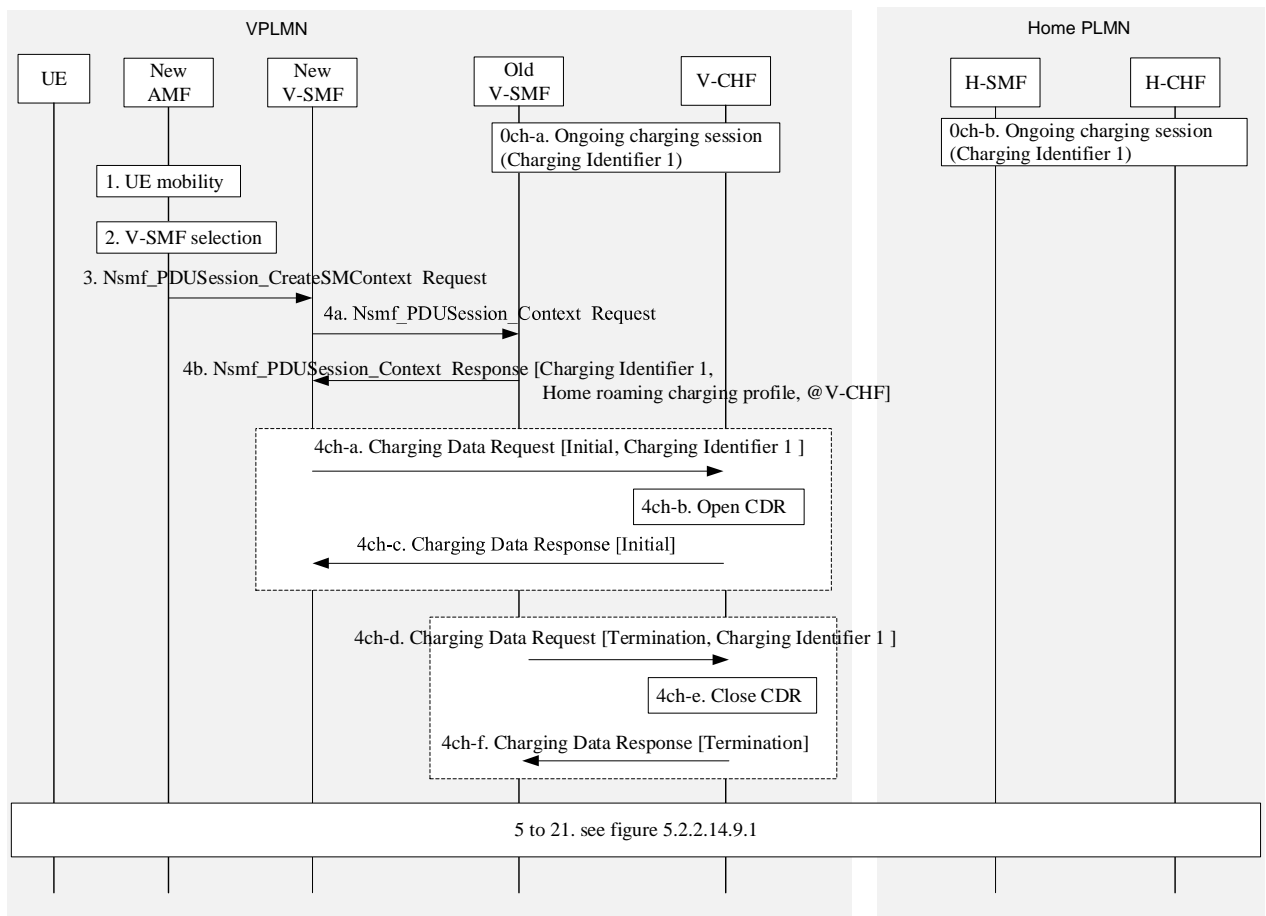 VPLMN
Home PLMN
UE
New
AMF
New
V-SMF
Old
V-SMF
V-CHF
H-SMF
H-CHF
0ch-a. Ongoing charging session
(Charging Identifier 1)
0ch-b. Ongoing charging session
(Charging Identifier 1)
1. UE mobility
2. V-SMF selection
3. Nsmf_PDUSession_CreateSMContext Request
4a. Nsmf_PDUSession_Context Request
4b. Nsmf_PDUSession_Context Response [Charging Identifier 1,
Home roaming charging profile, @V-CHF]
4ch-a. Charging Data Request [Initial, Charging Identifier 1 ]
4ch-b. Open CDR
4ch-c. Charging Data Response [Initial]
4ch-d. Charging Data Request [Termination, Charging Identifier 1 ]
4ch-e. Close CDR
4ch-f. Charging Data Response [Termination]
5 to 21. see figure 5.2.2.14.9.1